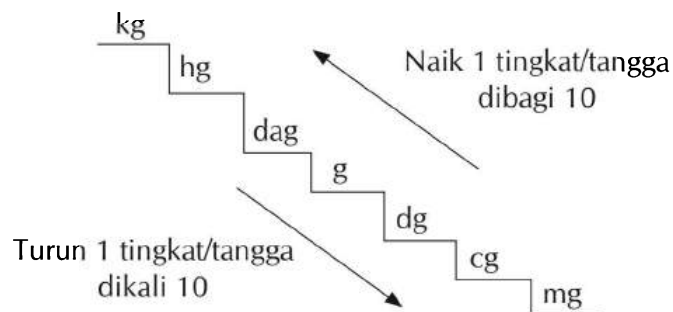 kg
hg
Naik 1 tingkat/tangga
dibagi 10
dag
g
dg
Turun 1 tingkat/tangga
dikali 10
cg
mg